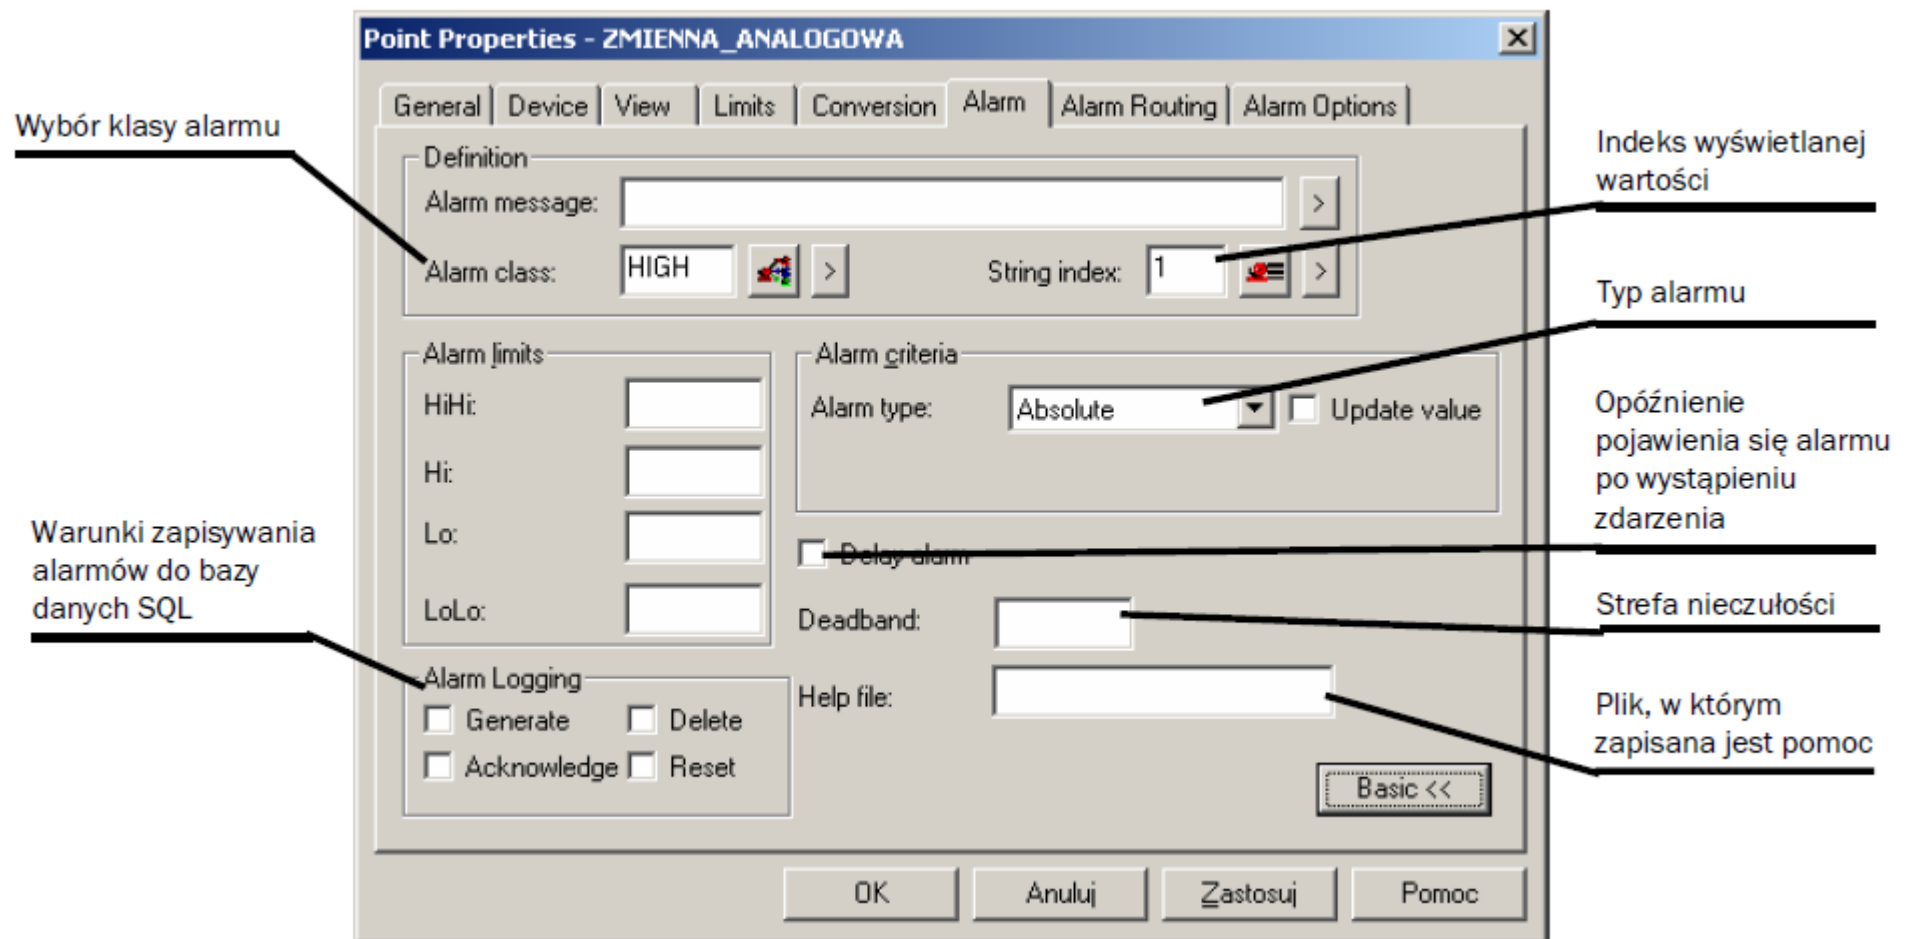 Point Properties - ZMIENNA_ANALOGOWA
General Device View Limits Conversion Alarm Alarm Routing Alarm Options
Wybór klasy alarmu
Definition
Alarm message: >
Alarm class: HIGH > String index: 1 >
Indeks wyświetlanej
wartości
Typ alarmu
Alarm limits
HiHi:
Hi:
Lo:
LoLo:
Alarm criteria
Alarm type: Absolute Update value
Opóźnienie
pojawienia się alarmu
po wystąpieniu
zdarzenia
Delay alarm
Warunki zapisywania
alarmów do bazy
danych SQL
Deadband:
Strefa nieczułości
Alarm Logging
Generate Delete
Acknowledge Reset
Help file:
Plik, w którym
zapisana jest pomoc
Basic <<
OK Anuluj Zastosuj Pomoc